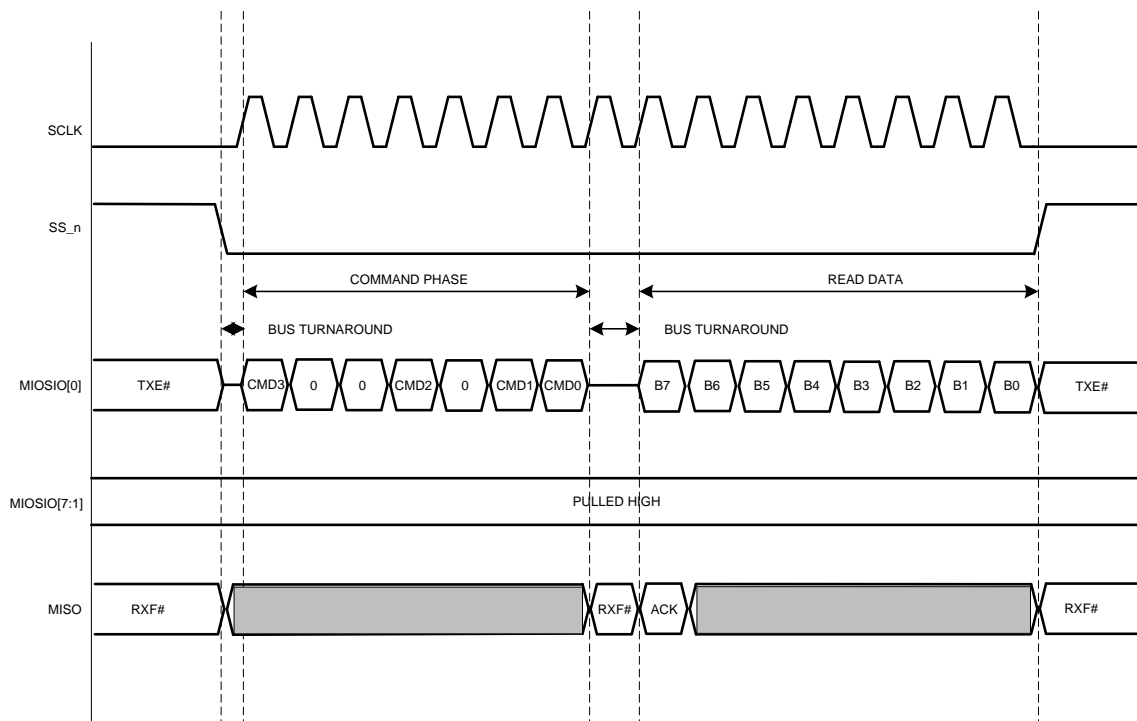 SCLK
SS_n
COMMAND PHASE
READ DATA
BUS TURNAROUND
BUS TURNAROUND
MIOSIO[0]
TXE#
CMD3
0
0
CMD2
0
CMD1
CMD0
B7
B6
B5
B4
B3
B2
B1
B0
TXE#
MIOSIO[7:1]
PULLED HIGH
MISO
RXF#
RXF#
ACK
RXF#